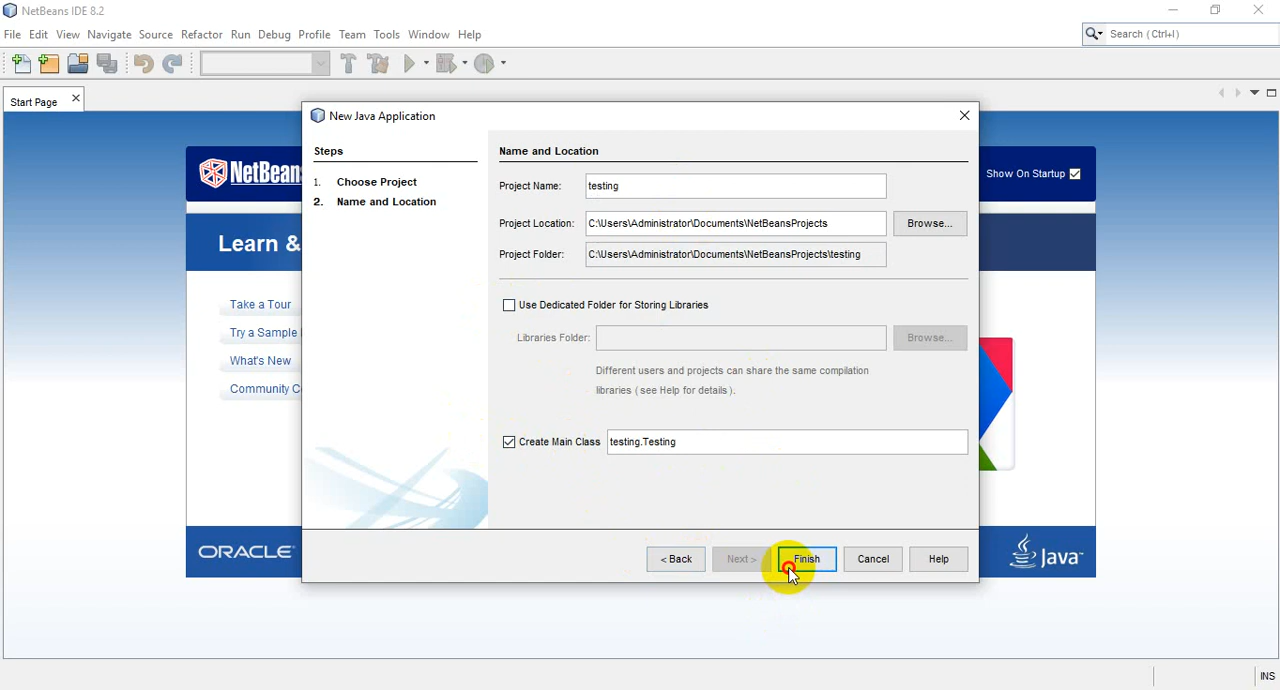 NetBeans IDE 8.2
File Edit View Navigate Source Refactor Run Debug Profile Team Tools Window Help
Search (Ctrl+I)
Start Page
New Java Application
Steps
1. Choose Project
2. Name and Location
Name and Location
Project Name: testing
Project Location: C:\Users\Administrator\Documents\NetBeansProjects Browse...
Project Folder: C:\Users\Administrator\Documents\NetBeansProjects\testing
Use Dedicated Folder for Storing Libraries
Libraries Folder: Browse...
Different users and projects can share the same compilation
libraries (see Help for details).
Create Main Class testing.Testing
< Back Next > Finish Cancel Help
NetBeans
Show On Startup
Learn &
Take a Tour
Try a Sample
What's New
Community
ORACLE
Java
INS